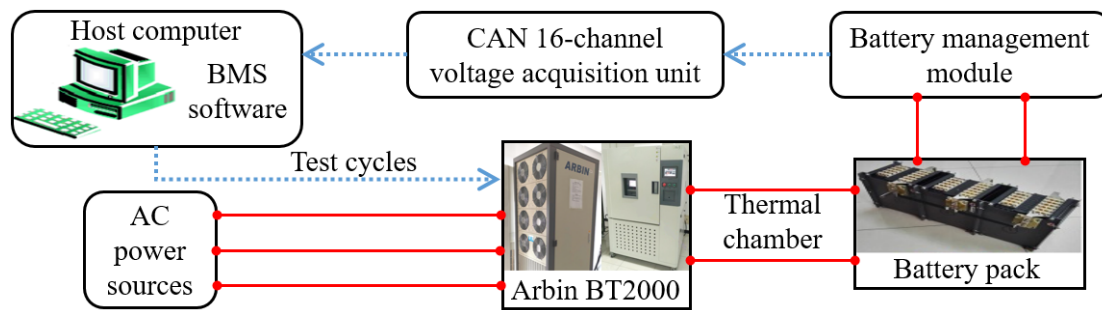 Host computer
BMS
software
CAN 16-channel
voltage acquisition unit
Battery management
module
Test cycles
AC
power
sources
ARBIN
Arbin BT2000
Thermal
chamber
Battery pack